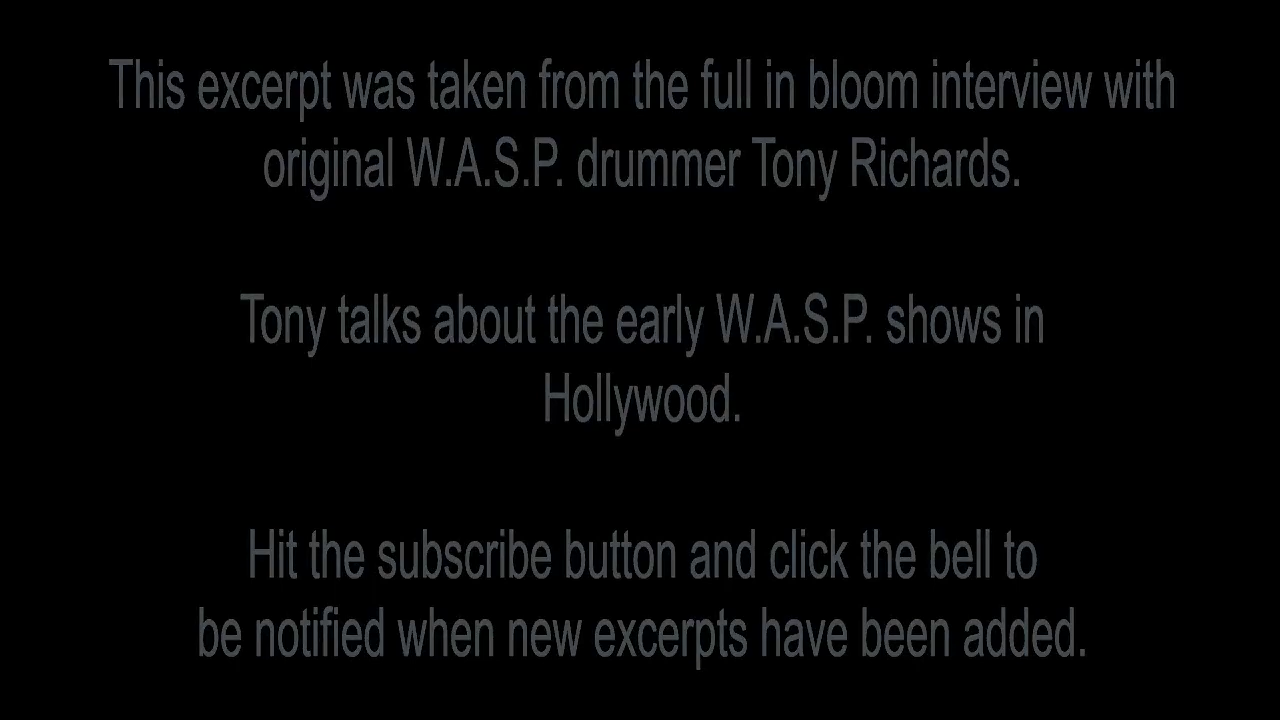 This excerpt was taken from the full in bloom interview with
original W.A.S.P. drummer Tony Richards.
Tony talks about the early W.A.S.P. shows in
Hollywood.
Hit the subscribe button and click the bell to
be notified when new excerpts have been added.